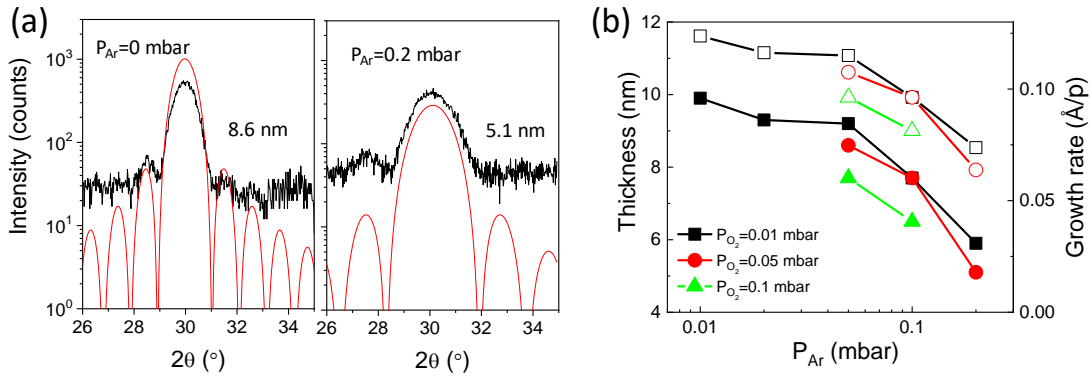 (a)
P_Ar=0 mbar
8.6 nm
P_Ar=0.2 mbar
5.1 nm
Intensity (counts)
10^3
10^2
10^1
10^0
26 28 30 32 34
26 28 30 32 34
2θ (°)
2θ (°)
(b)
Thickness (nm)
12
10
8
6
4
P_O2=0.01 mbar
P_O2=0.05 mbar
P_O2=0.1 mbar
0.01 0.1
P_Ar (mbar)
0.10
0.05
0.00
Growth rate (Å/p)